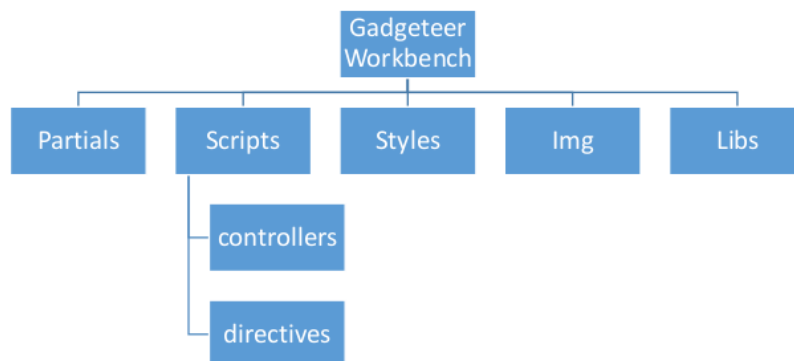 Gadgeteer
Workbench
Partials
Scripts
Styles
Img
Libs
controllers
directives